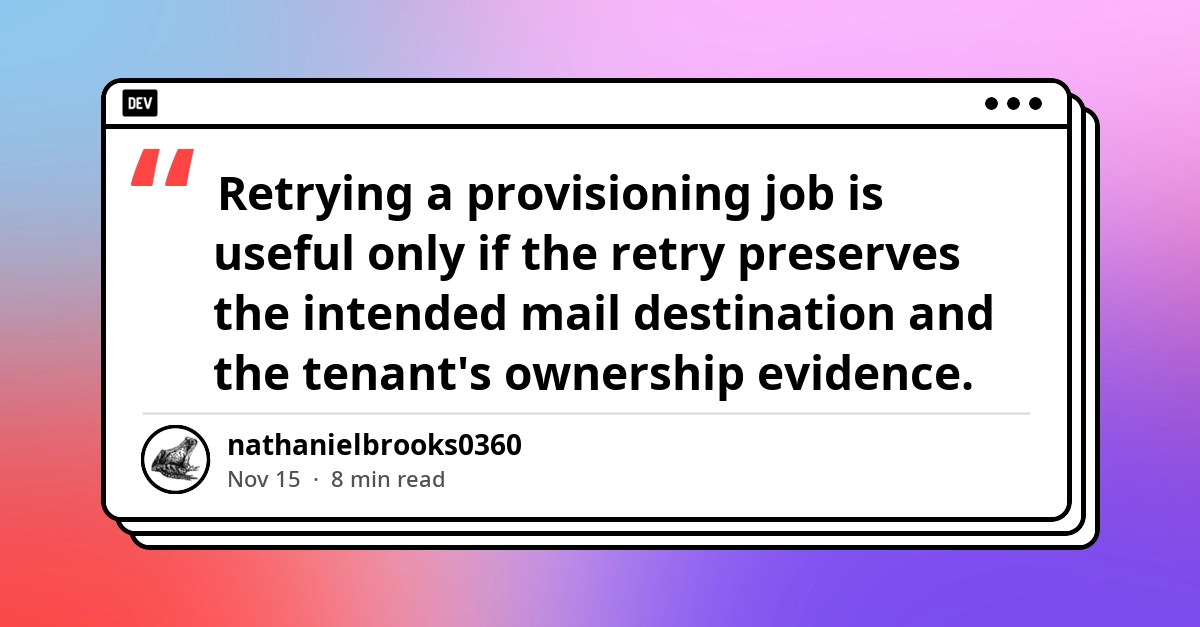 DEV
“ Retrying a provisioning job is
useful only if the retry preserves
the intended mail destination and
the tenant's ownership evidence.
nathanielbrooks0360
Nov 15 · 8 min read